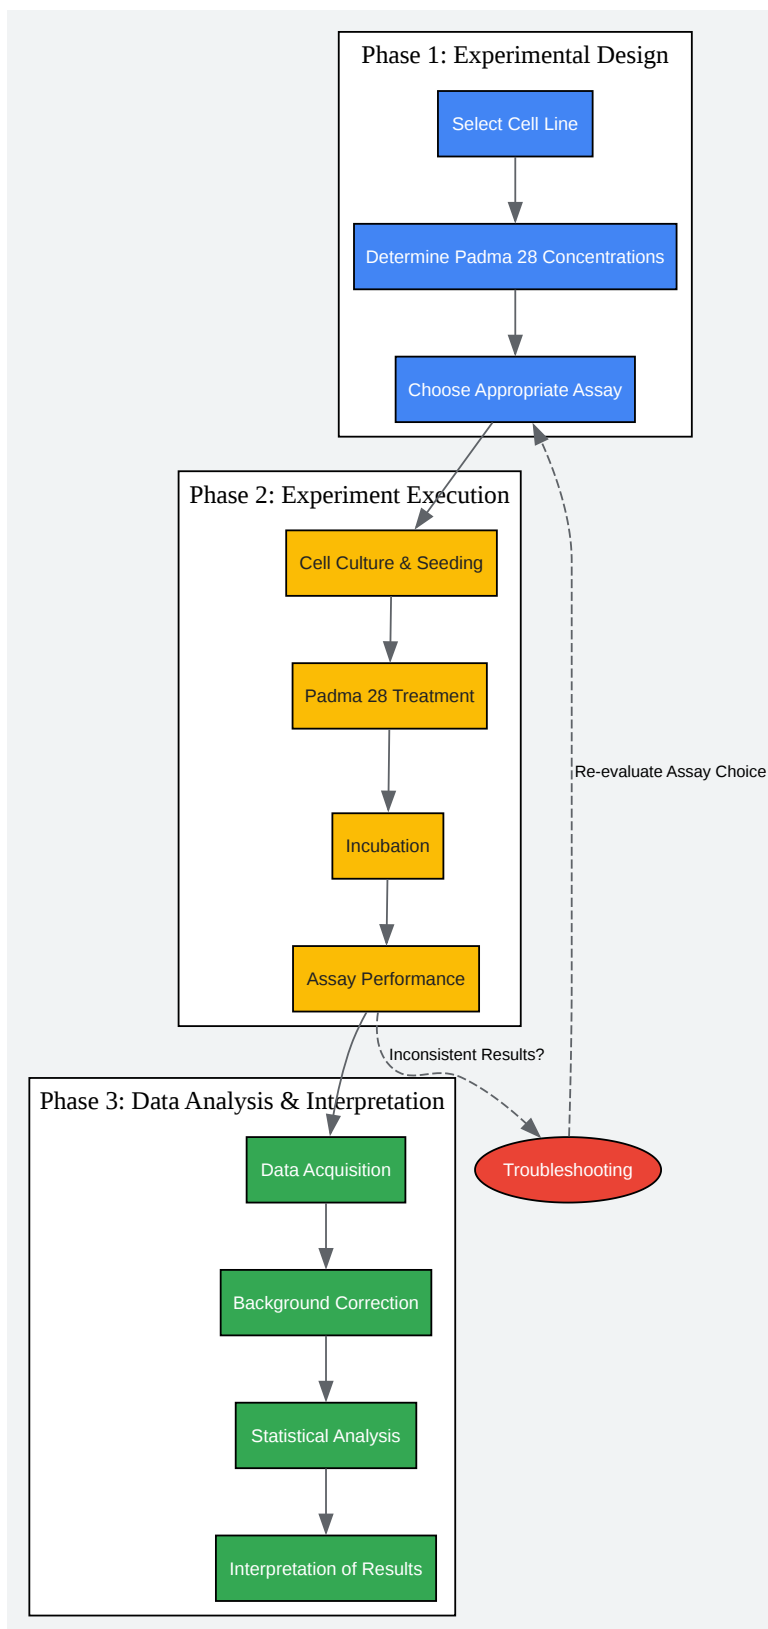 Phase 1: Experimental Design
Select Cell Line
Determine Padma 28 Concentrations
Choose Appropriate Assay
Phase 2: Experiment Execution
Cell Culture & Seeding
Padma 28 Treatment
Re-evaluate Assay Choice
Incubation
Assay Performance
Inconsistent Results?
Phase 3: Data Analysis & Interpretation
Data Acquisition
Troubleshooting
Background Correction
Statistical Analysis
Interpretation of Results